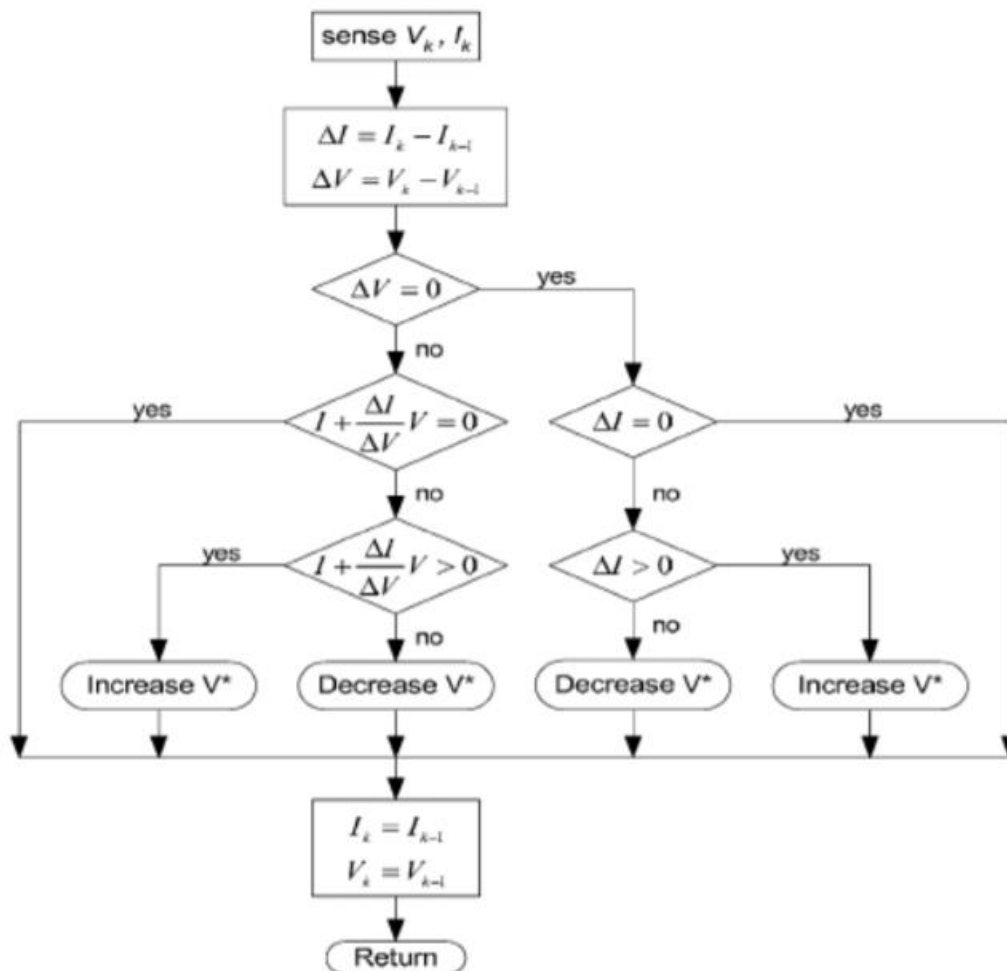 sense V_k, I_k
ΔI = I_k − I_{k−1}
ΔV = V_k − V_{k−1}
ΔV = 0
yes
no
yes
I + ΔI/ΔV V = 0
ΔI = 0
yes
no
no
yes
I + ΔI/ΔV V > 0
ΔI > 0
yes
no
no
Increase V*
Decrease V*
Decrease V*
Increase V*
I_k = I_{k−1}
V_k = V_{k−1}
Return